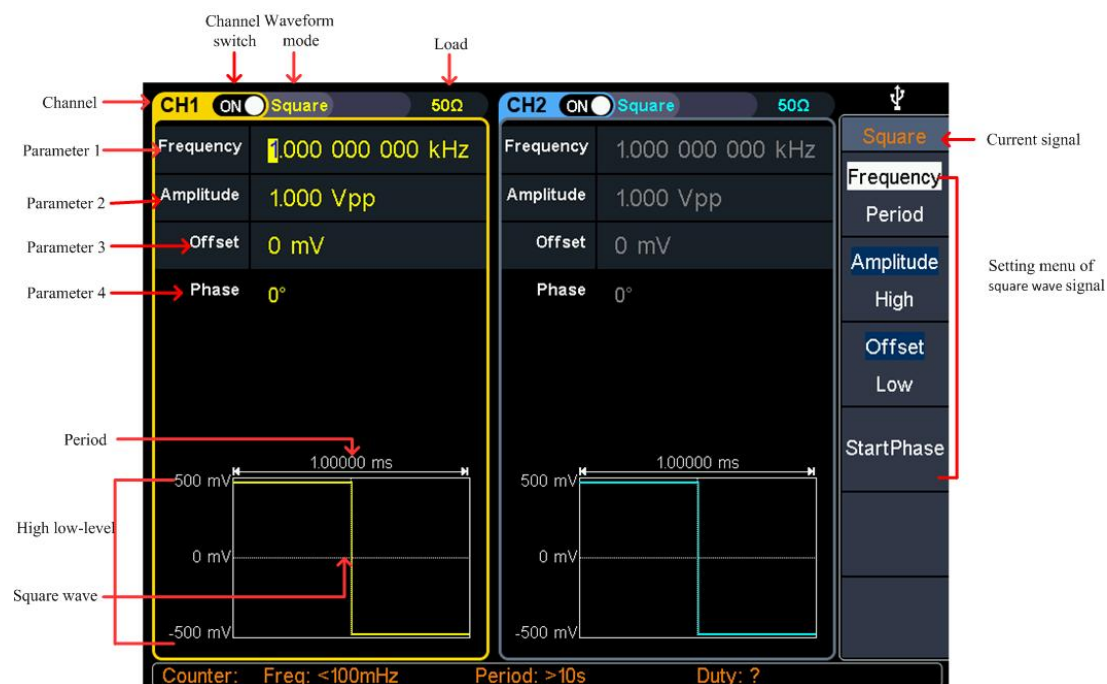 Channel Waveform
switch mode
Load
Channel
CH1 ON Square 50Ω
CH2 ON Square 50Ω
Square
Current signal
Parameter 1
Frequency 1.000 000 000 kHz
Frequency 1.000 000 000 kHz
Frequency
Period
Parameter 2
Amplitude 1.000 Vpp
Amplitude 1.000 Vpp
Parameter 3
Offset 0 mV
Offset 0 mV
Amplitude
High
Setting menu of
square wave signal
Parameter 4
Phase 0°
Phase 0°
Offset
Low
StartPhase
Period
1.00000 ms
1.00000 ms
500 mV
500 mV
High low-level
0 mV
0 mV
Square wave
-500 mV
-500 mV
Counter: Freq: <100mHz Period: >10s Duty: ?